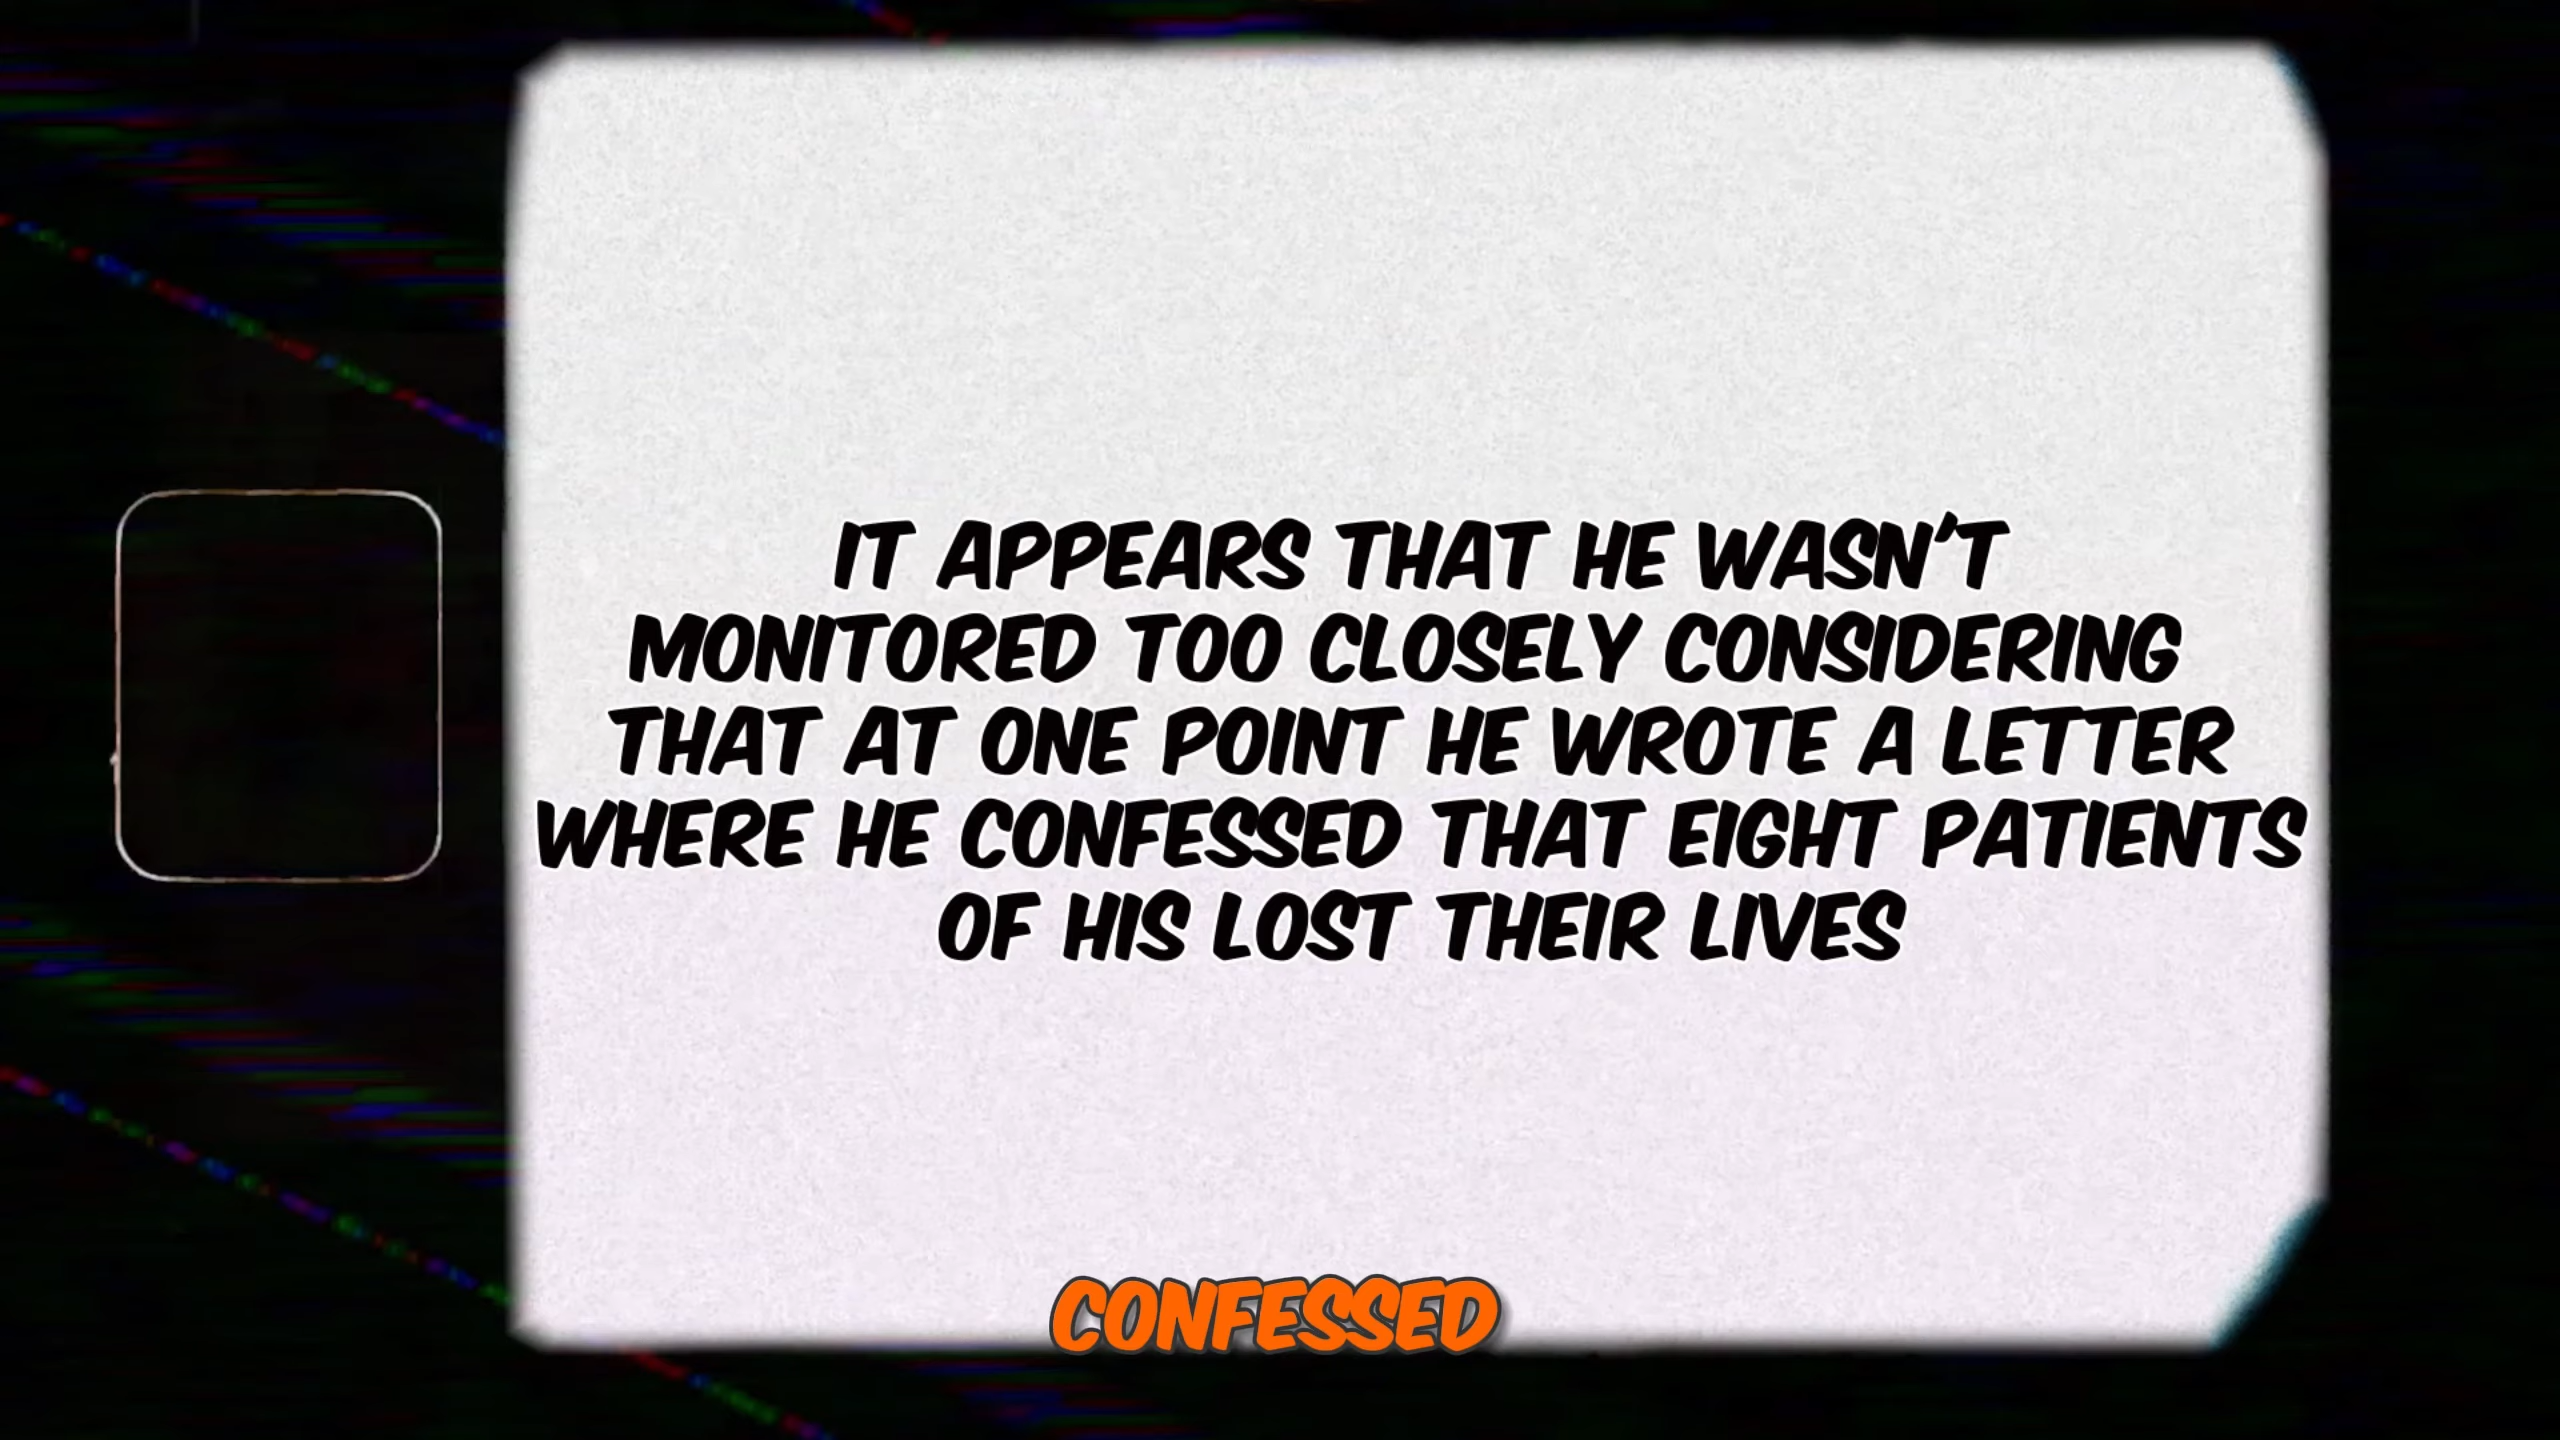 IT APPEARS THAT HE WASN'T
MONITORED TOO CLOSELY CONSIDERING
THAT AT ONE POINT HE WROTE A LETTER
WHERE HE CONFESSED THAT EIGHT PATIENTS
OF HIS LOST THEIR LIVES
CONFESSED